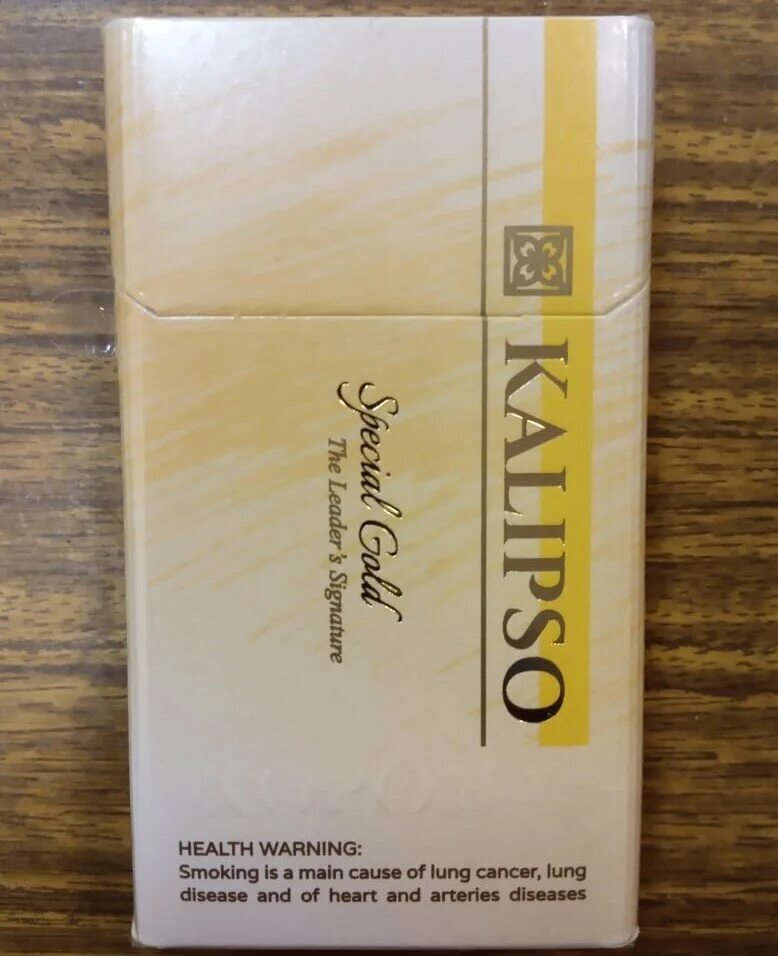 KALIPSO
Special Gold
The Leader's Signature
HEALTH WARNING:
Smoking is a main cause of lung cancer, lung
disease and of heart and arteries diseases